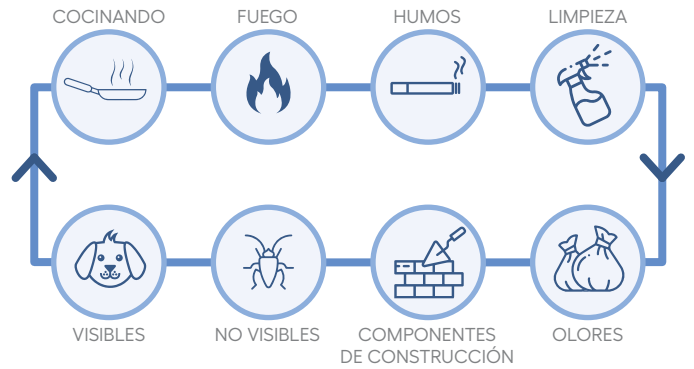 COCINANDO
FUEGO
HUMOS
LIMPIEZA
VISIBLES
NO VISIBLES
COMPONENTES
DE CONSTRUCCIÓN
OLORES